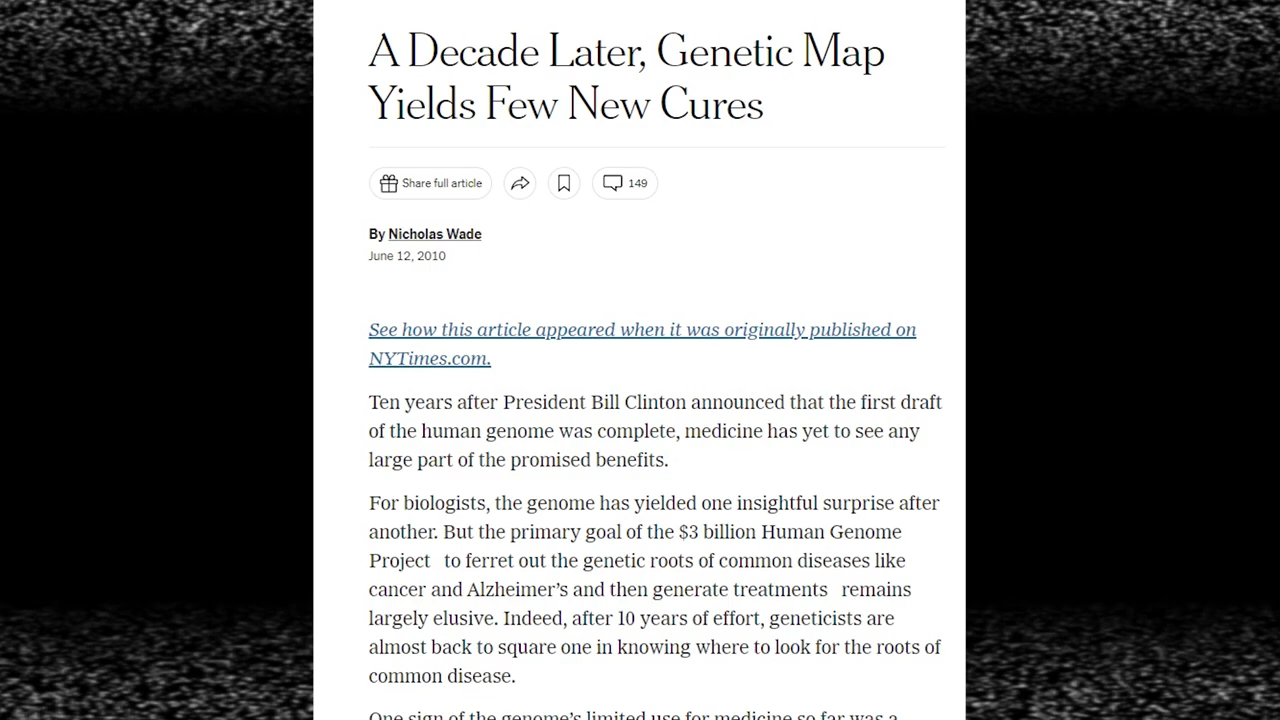 A Decade Later, Genetic Map
Yields Few New Cures
Share full article
149
By Nicholas Wade
June 12, 2010
See how this article appeared when it was originally published on
NYTimes.com.
Ten years after President Bill Clinton announced that the first draft
of the human genome was complete, medicine has yet to see any
large part of the promised benefits.
For biologists, the genome has yielded one insightful surprise after
another. But the primary goal of the $3 billion Human Genome
Project to ferret out the genetic roots of common diseases like
cancer and Alzheimer’s and then generate treatments remains
largely elusive. Indeed, after 10 years of effort, geneticists are
almost back to square one in knowing where to look for the roots of
common disease.
One sign of the genome’s limited use for medicine so far was a